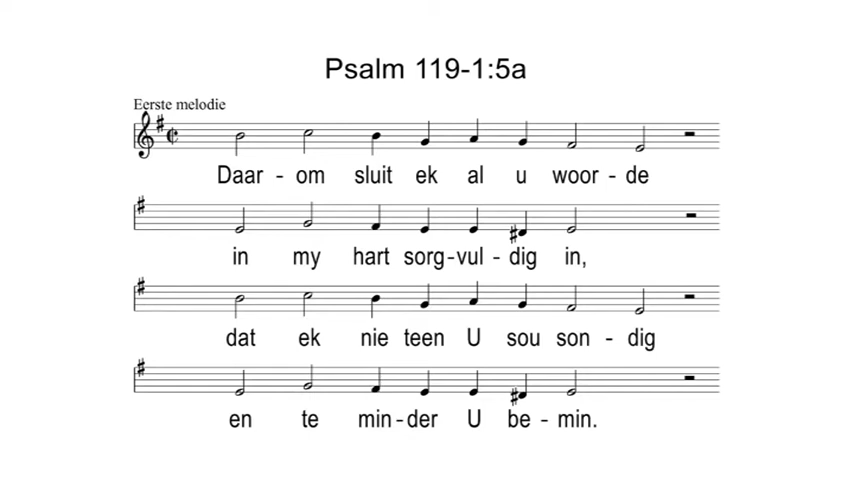 Psalm 119-1:5a
Eerste melodie
Daar - om sluit ek al u woor - de
in my hart sorg - vul - dig in,
dat ek nie teen U sou son - dig
en te min - der U be - min.